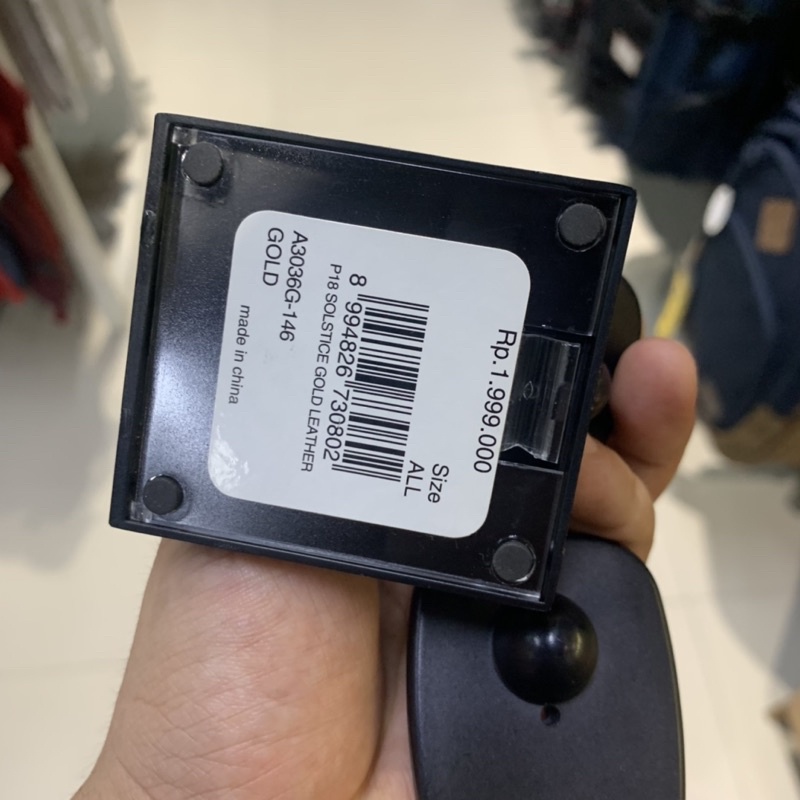 Rp.1.999.000
Size
ALL
8 994826 730802
P18 SOLSTICE GOLD LEATHER
A3036G-146
GOLD
made in china